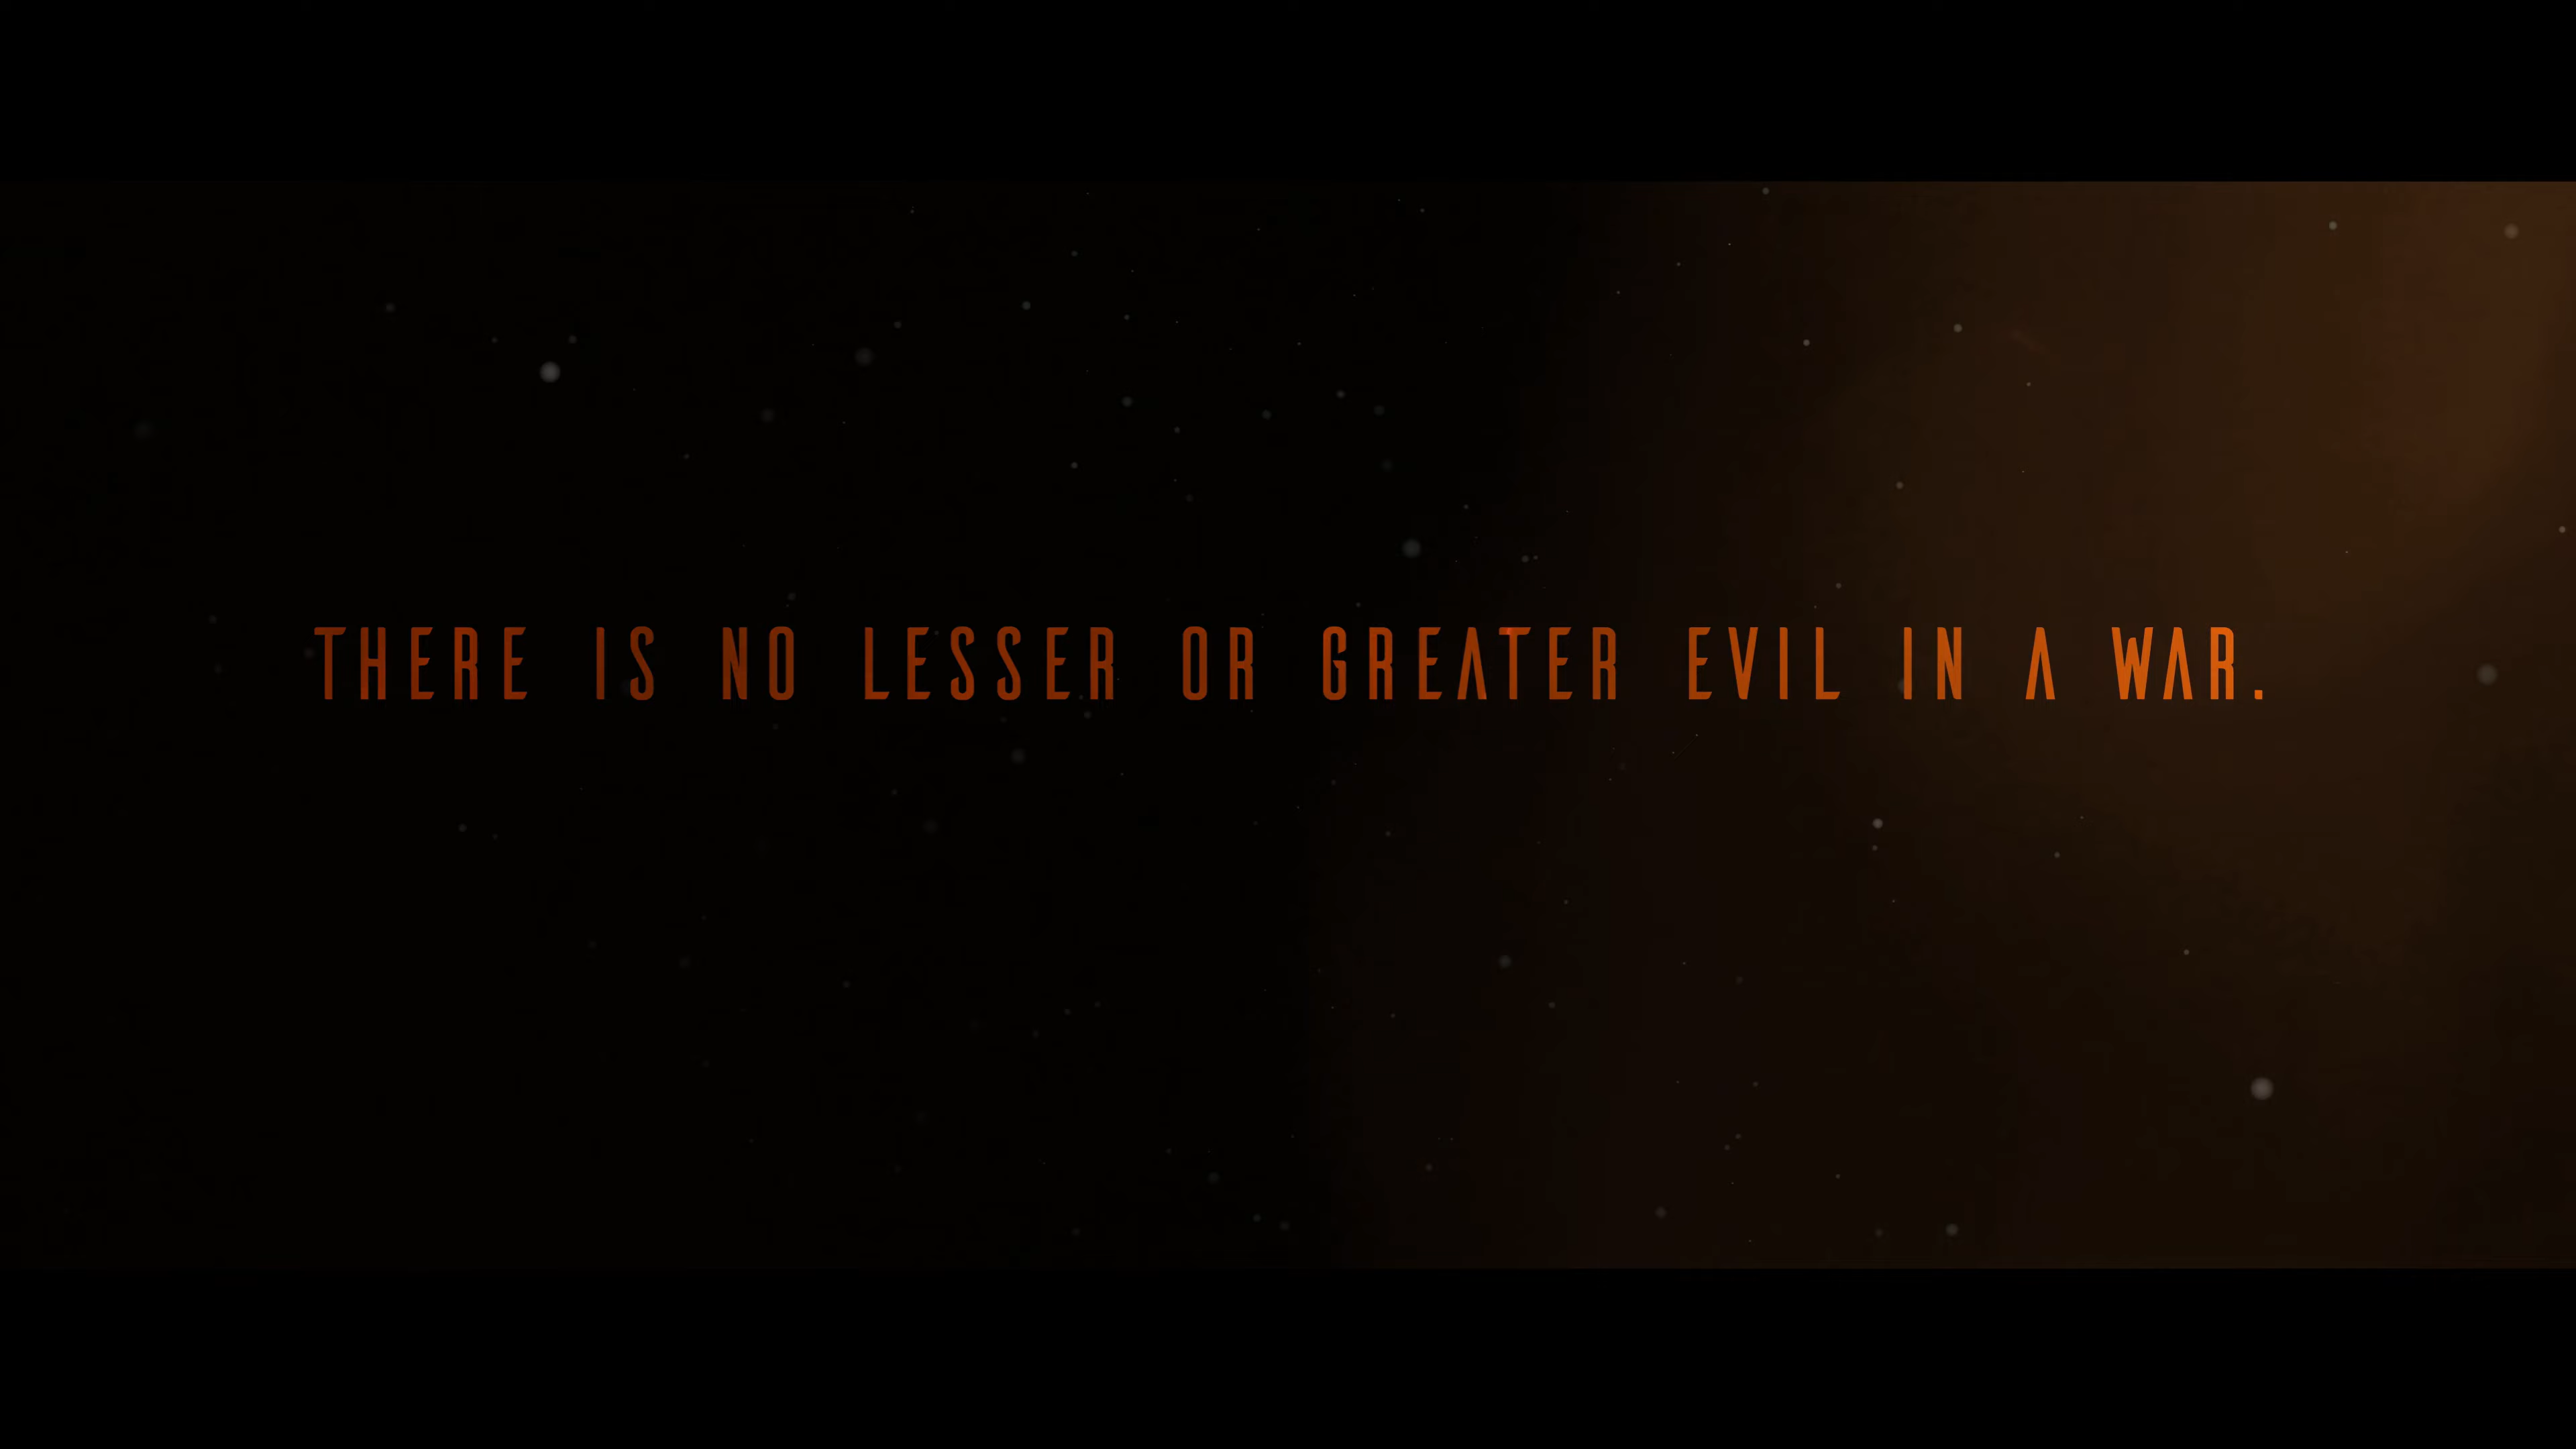 THERE IS NO LESSER OR GREATER EVIL IN A WAR.